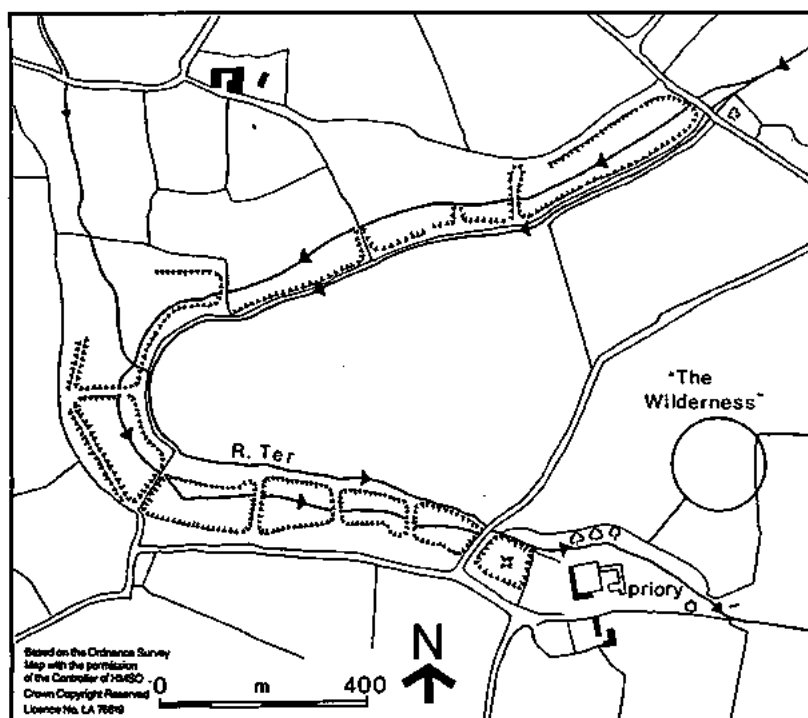 "The
Wilderness"
R. Ter
priory
Based on the Ordnance Survey
Map with the permission
of the Controller of HMSO
Crown Copyright Reserved
Licence No. LA
N
0 m 400